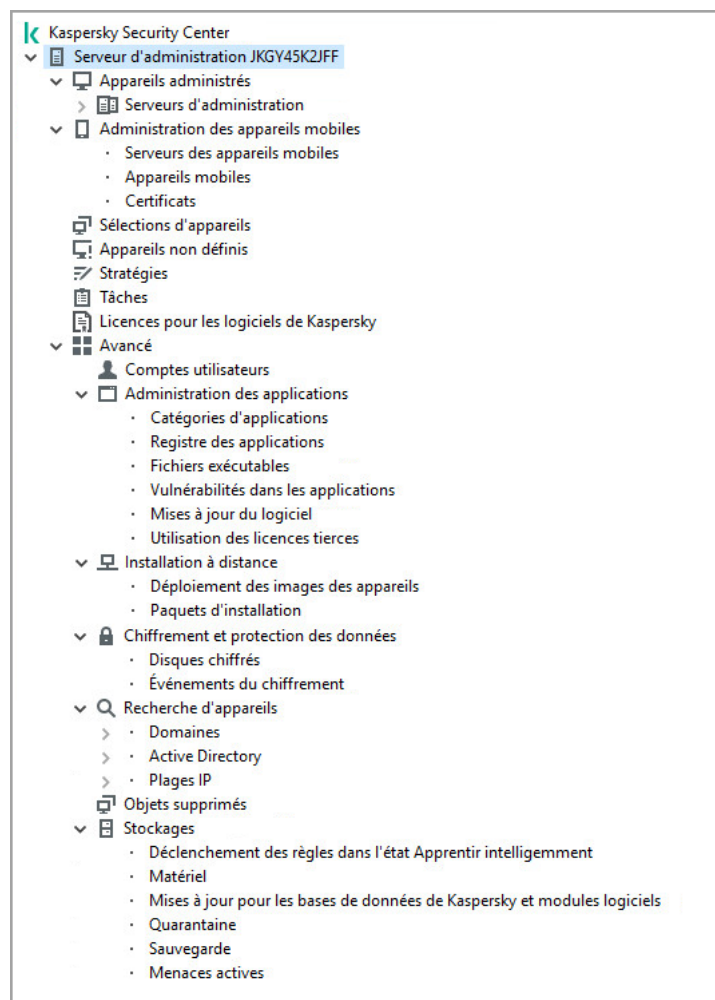 Kaspersky Security Center
Serveur d'administration JKGY45K2JFF
Appareils administrés
Serveurs d'administration
Administration des appareils mobiles
Serveurs des appareils mobiles
Appareils mobiles
Certificats
Sélections d'appareils
Appareils non définis
Stratégies
Tâches
Licences pour les logiciels de Kaspersky
Avancé
Comptes utilisateurs
Administration des applications
Catégories d'applications
Registre des applications
Fichiers exécutables
Vulnérabilités dans les applications
Mises à jour du logiciel
Utilisation des licences tierces
Installation à distance
Déploiement des images des appareils
Paquets d'installation
Chiffrement et protection des données
Disques chiffrés
Événements du chiffrement
Recherche d'appareils
Domaines
Active Directory
Plages IP
Objets supprimés
Stockages
Déclenchement des règles dans l'état Apprentir intelligemment
Matériel
Mises à jour pour les bases de données de Kaspersky et modules logiciels
Quarantaine
Sauvegarde
Menaces actives